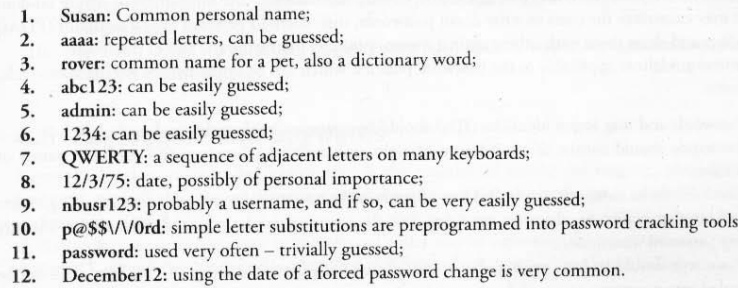 1. Susan: Common personal name;
2. aaaa: repeated letters, can be guessed;
3. rover: common name for a pet, also a dictionary word;
4. abc123: can be easily guessed;
5. admin: can be easily guessed;
6. 1234: can be easily guessed;
7. QWERTY: a sequence of adjacent letters on many keyboards;
8. 12/3/75: date, possibly of personal importance;
9. nbusr123: probably a username, and if so, can be very easily guessed;
10. p@$$\/\/0rd: simple letter substitutions are preprogrammed into password cracking tools
11. password: used very often – trivially guessed;
12. December12: using the date of a forced password change is very common.